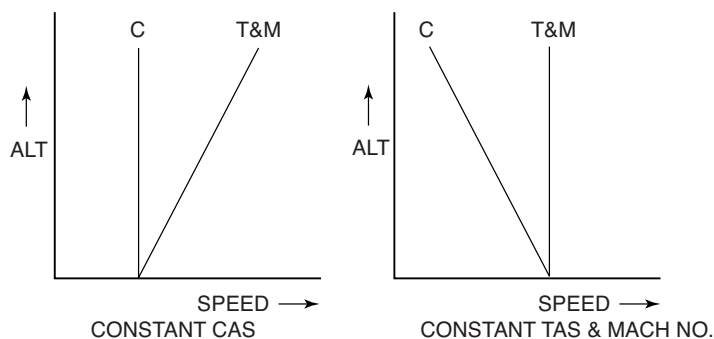 C T&M
ALT
SPEED
CONSTANT CAS
C T&M
ALT
SPEED
CONSTANT TAS & MACH NO.